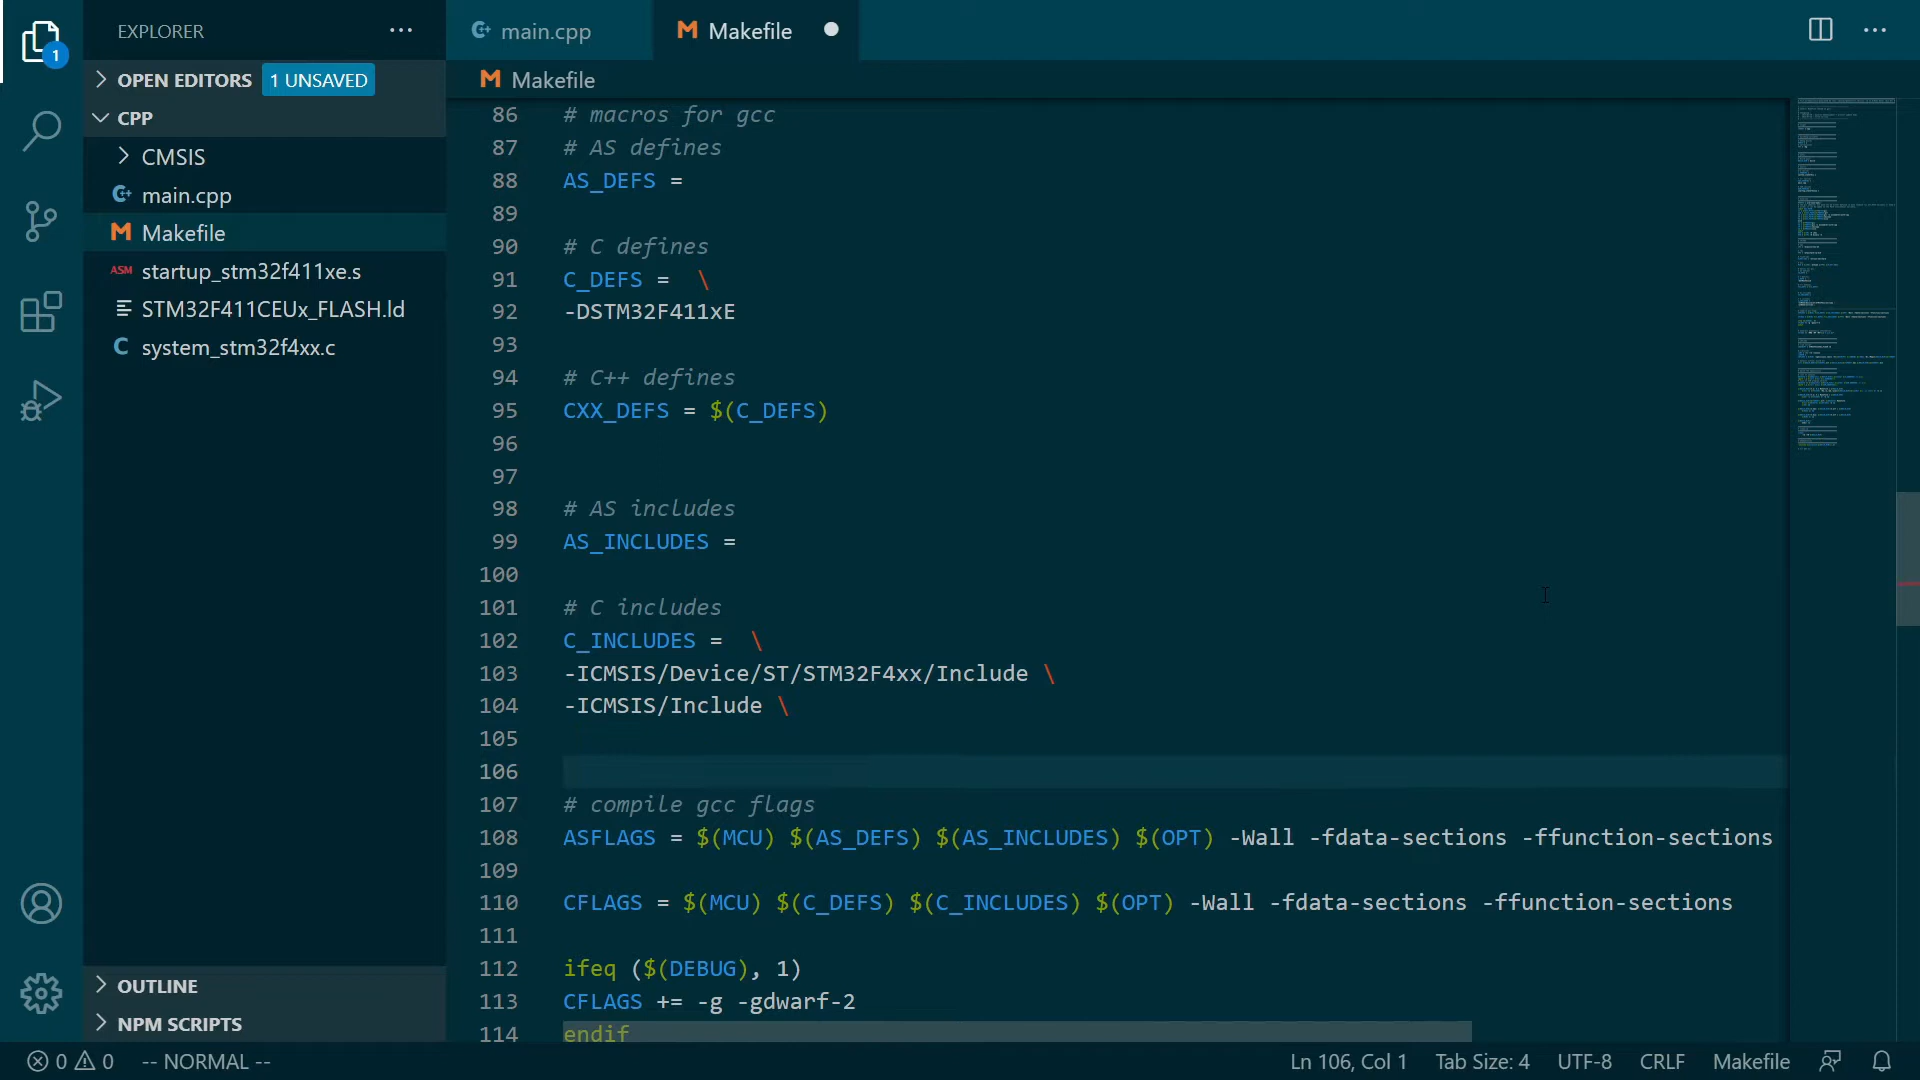 EXPLORER
main.cpp
Makefile
1
OPEN EDITORS 1 UNSAVED
Makefile
CPP
CMSIS
main.cpp
Makefile
ASM startup_stm32f411xe.s
STM32F411CEUx_FLASH.ld
C system_stm32f4xx.c
86 # macros for gcc
87 # AS defines
88 AS_DEFS =
89
90 # C defines
91 C_DEFS =  \
92 -DSTM32F411xE
93
94 # C++ defines
95 CXX_DEFS = $(C_DEFS)
96
97
98 # AS includes
99 AS_INCLUDES =
100
101 # C includes
102 C_INCLUDES =  \
103 -ICMSIS/Device/ST/STM32F4xx/Include \
104 -ICMSIS/Include \
105
106
107 # compile gcc flags
108 ASFLAGS = $(MCU) $(AS_DEFS) $(AS_INCLUDES) $(OPT) -Wall -fdata-sections -ffunction-sections
109
110 CFLAGS = $(MCU) $(C_DEFS) $(C_INCLUDES) $(OPT) -Wall -fdata-sections -ffunction-sections
111
112 ifeq ($(DEBUG), 1)
113 CFLAGS += -g -gdwarf-2
114 endif
OUTLINE
NPM SCRIPTS
0 0 -- NORMAL -- Ln 106, Col 1 Tab Size: 4 UTF-8 CRLF Makefile